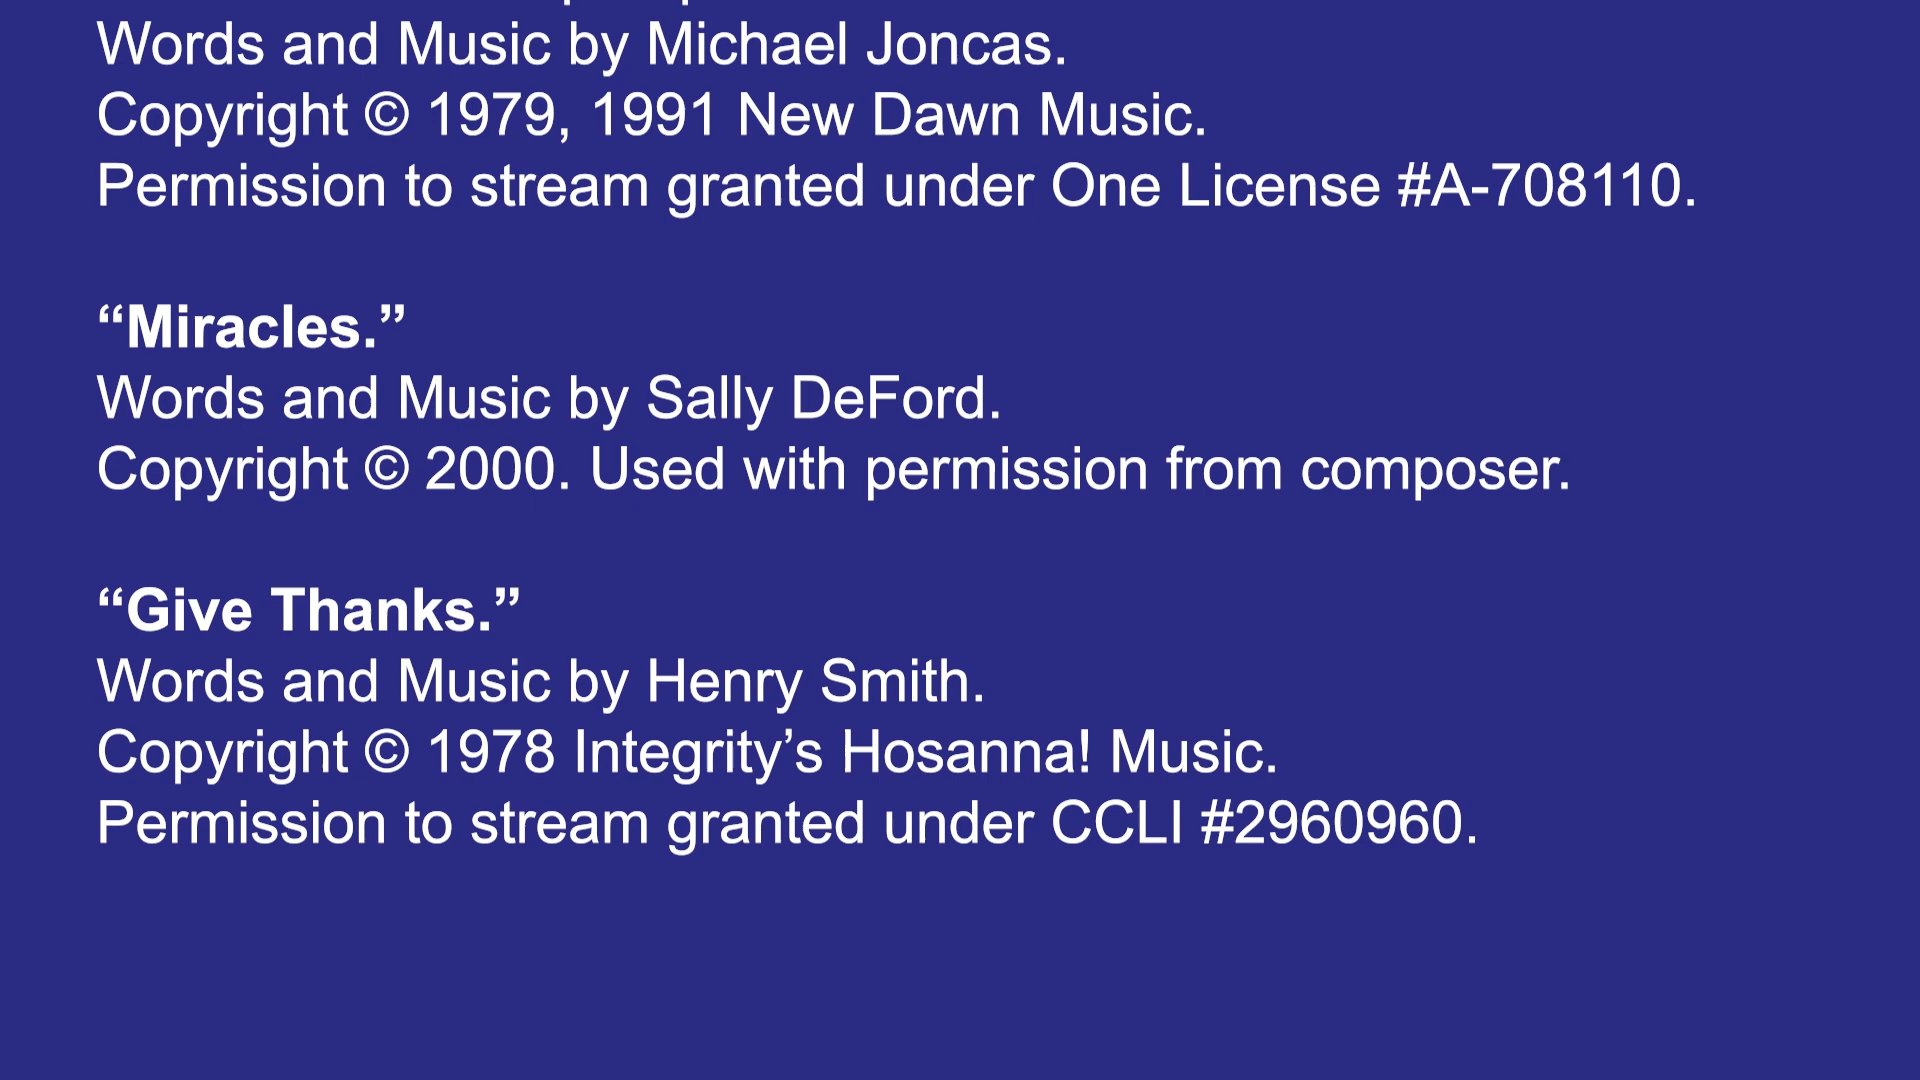 Words and Music by Michael Joncas.
Copyright © 1979, 1991 New Dawn Music.
Permission to stream granted under One License #A-708110.
“Miracles.”
Words and Music by Sally DeFord.
Copyright © 2000. Used with permission from composer.
“Give Thanks.”
Words and Music by Henry Smith.
Copyright © 1978 Integrity’s Hosanna! Music.
Permission to stream granted under CCLI #2960960.